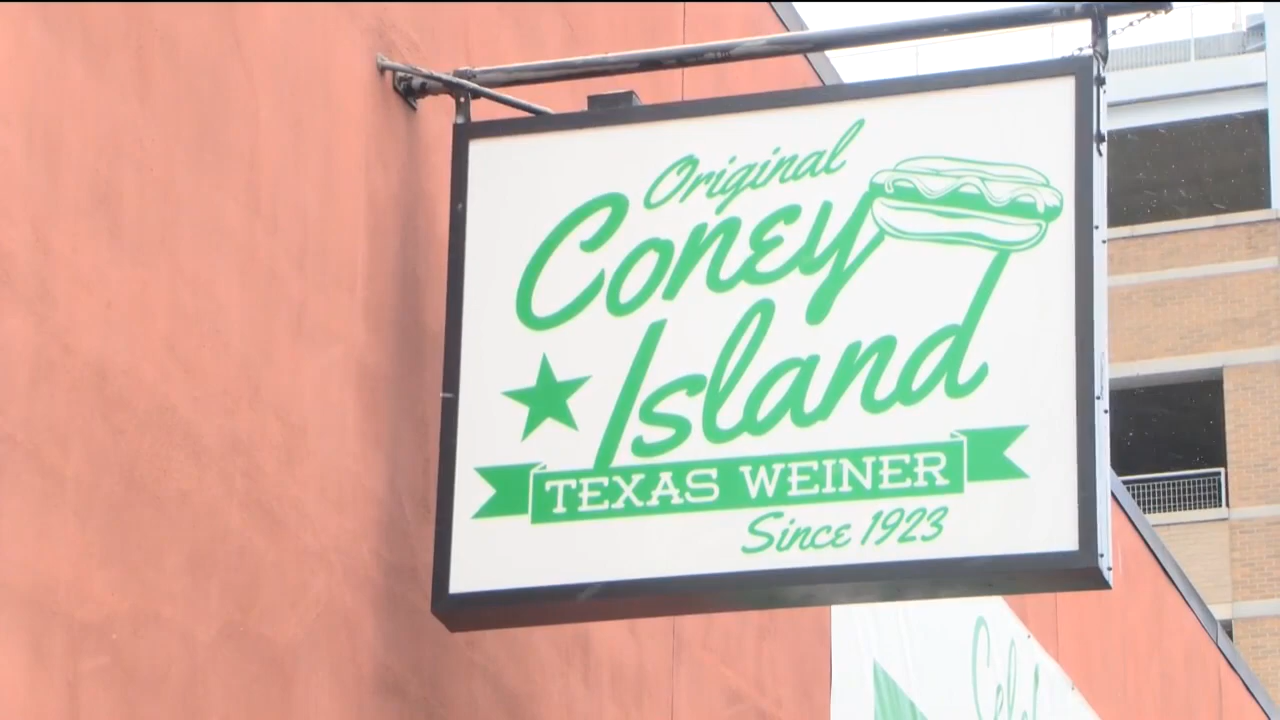 Original
Coney
Island
TEXAS WEINER
Since 1923